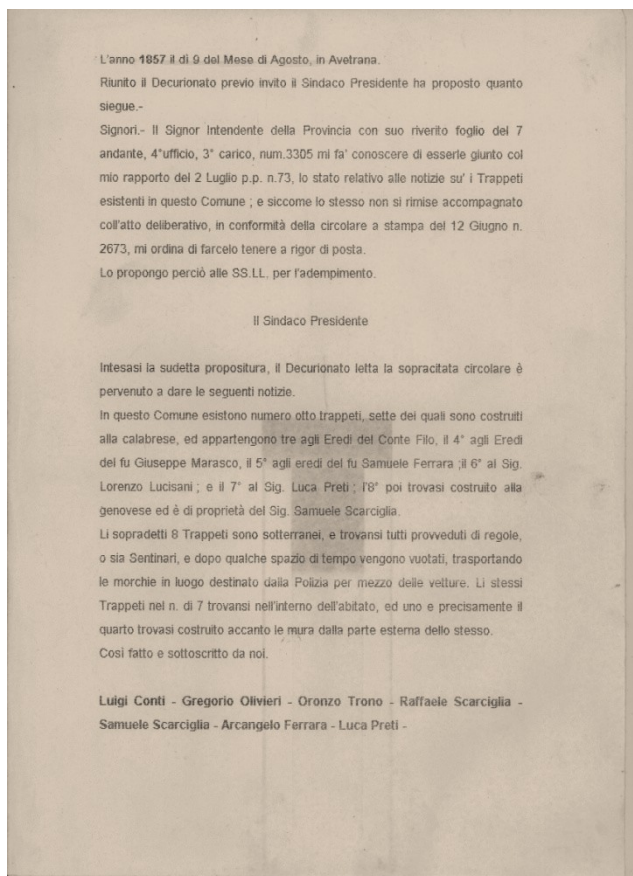 L'anno 1857 il di 9 del Mese di Agosto, in Avetrana.
Riunito il Decurionato previo invito il Sindaco Presidente ha proposto quanto
siegue.-
Signori.- Il Signor Intendente della Provincia con suo riverito foglio del 7
andante, 4°ufficio, 3° carico, num.3305 mi fa' conoscere di esserle giunto col
mio rapporto del 2 Luglio p.p. n.73, lo stato relativo alle notizie su' i Trappeti
esistenti in questo Comune ; e siccome lo stesso non si rimise accompagnato
coll'atto deliberativo, in conformità della circolare a stampa del 12 Giugno n.
2673, mi ordina di farcelo tenere a rigor di posta.
Lo propongo perciò alle SS.LL. per l'adempimento.
Il Sindaco Presidente
Intesasi la sudetta propositura, il Decurionato letta la sopracitata circolare è
pervenuto a dare le seguenti notizie.
In questo Comune esistono numero otto trappeti, sette dei quali sono costruiti
alla calabrese, ed appartengono tre agli Eredi del Conte Filo, il 4° agli Eredi
del fu Giuseppe Marasco, il 5° agli eredi del fu Samuele Ferrara ;il 6° al Sig.
Lorenzo Lucisani ; e il 7° al Sig. Luca Preti ; l'8° poi trovasi costruito alla
genovese ed è di proprietà del Sig. Samuele Scarciglia.
Li sopradetti 8 Trappeti sono sotterranei, e trovansi tutti provveduti di regole,
o sia Sentinari, e dopo qualche spazio di tempo vengono vuotati, trasportando
le morchie in luogo destinato dalla Polizia per mezzo delle vetture. Li stessi
Trappeti nel n. di 7 trovansi nell'interno dell'abitato, ed uno e precisamente il
quarto trovasi costruito accanto le mura dalla parte esterna dello stesso.
Così fatto e sottoscritto da noi.
Luigi Conti - Gregorio Olivieri - Oronzo Trono - Raffaele Scarciglia -
Samuele Scarciglia - Arcangelo Ferrara - Luca Preti -